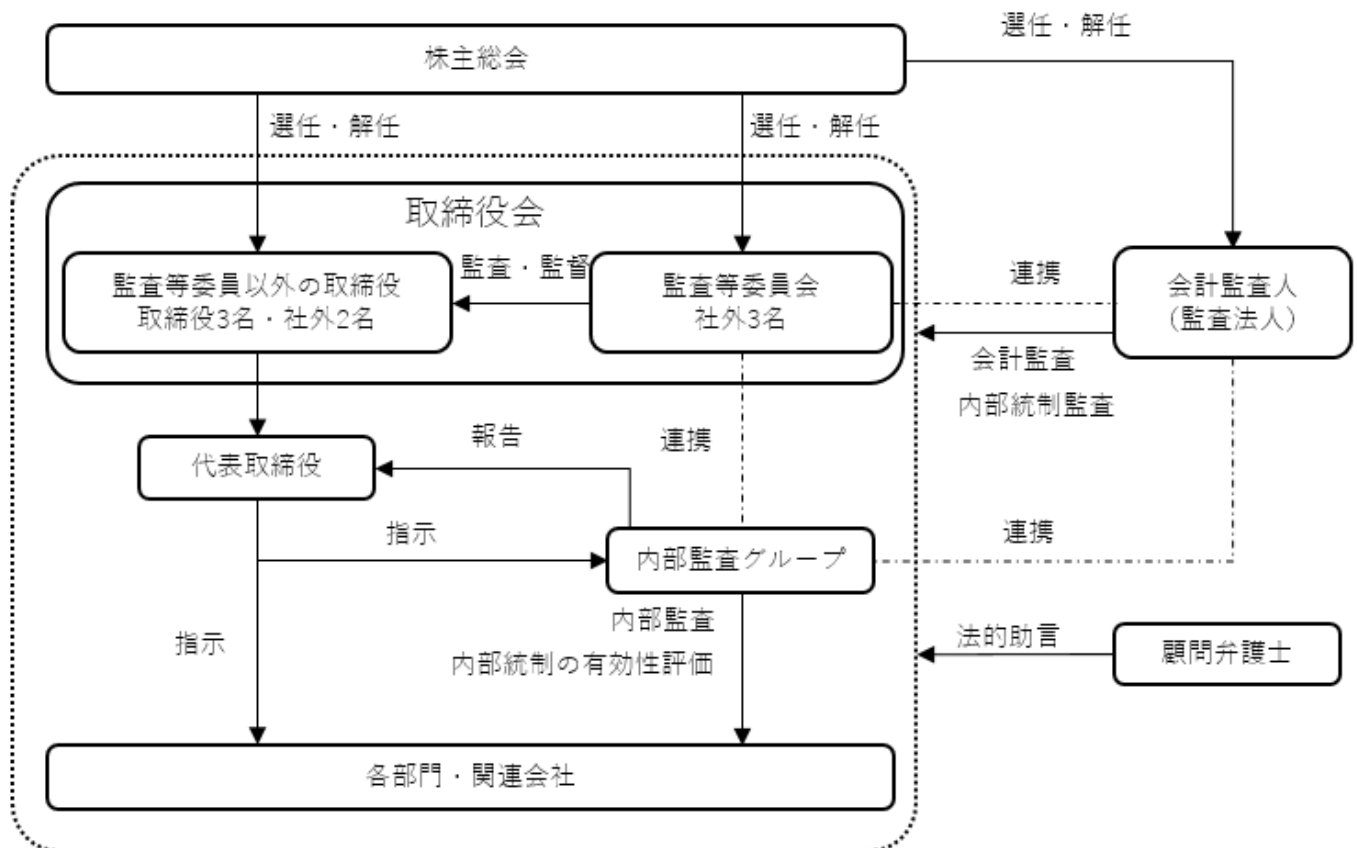 選任・解任
株主総会
選任・解任
選任・解任
取締役会
監査・監督
監査等委員以外の取締役
取締役3名・社外2名
監査等委員会
社外3名
連携
会計監査人
（監査法人）
会計監査
内部統制監査
報告
連携
代表取締役
指示
内部監査グループ
連携
内部監査
指示
内部統制の有効性評価
法的助言
顧問弁護士
各部門・関連会社